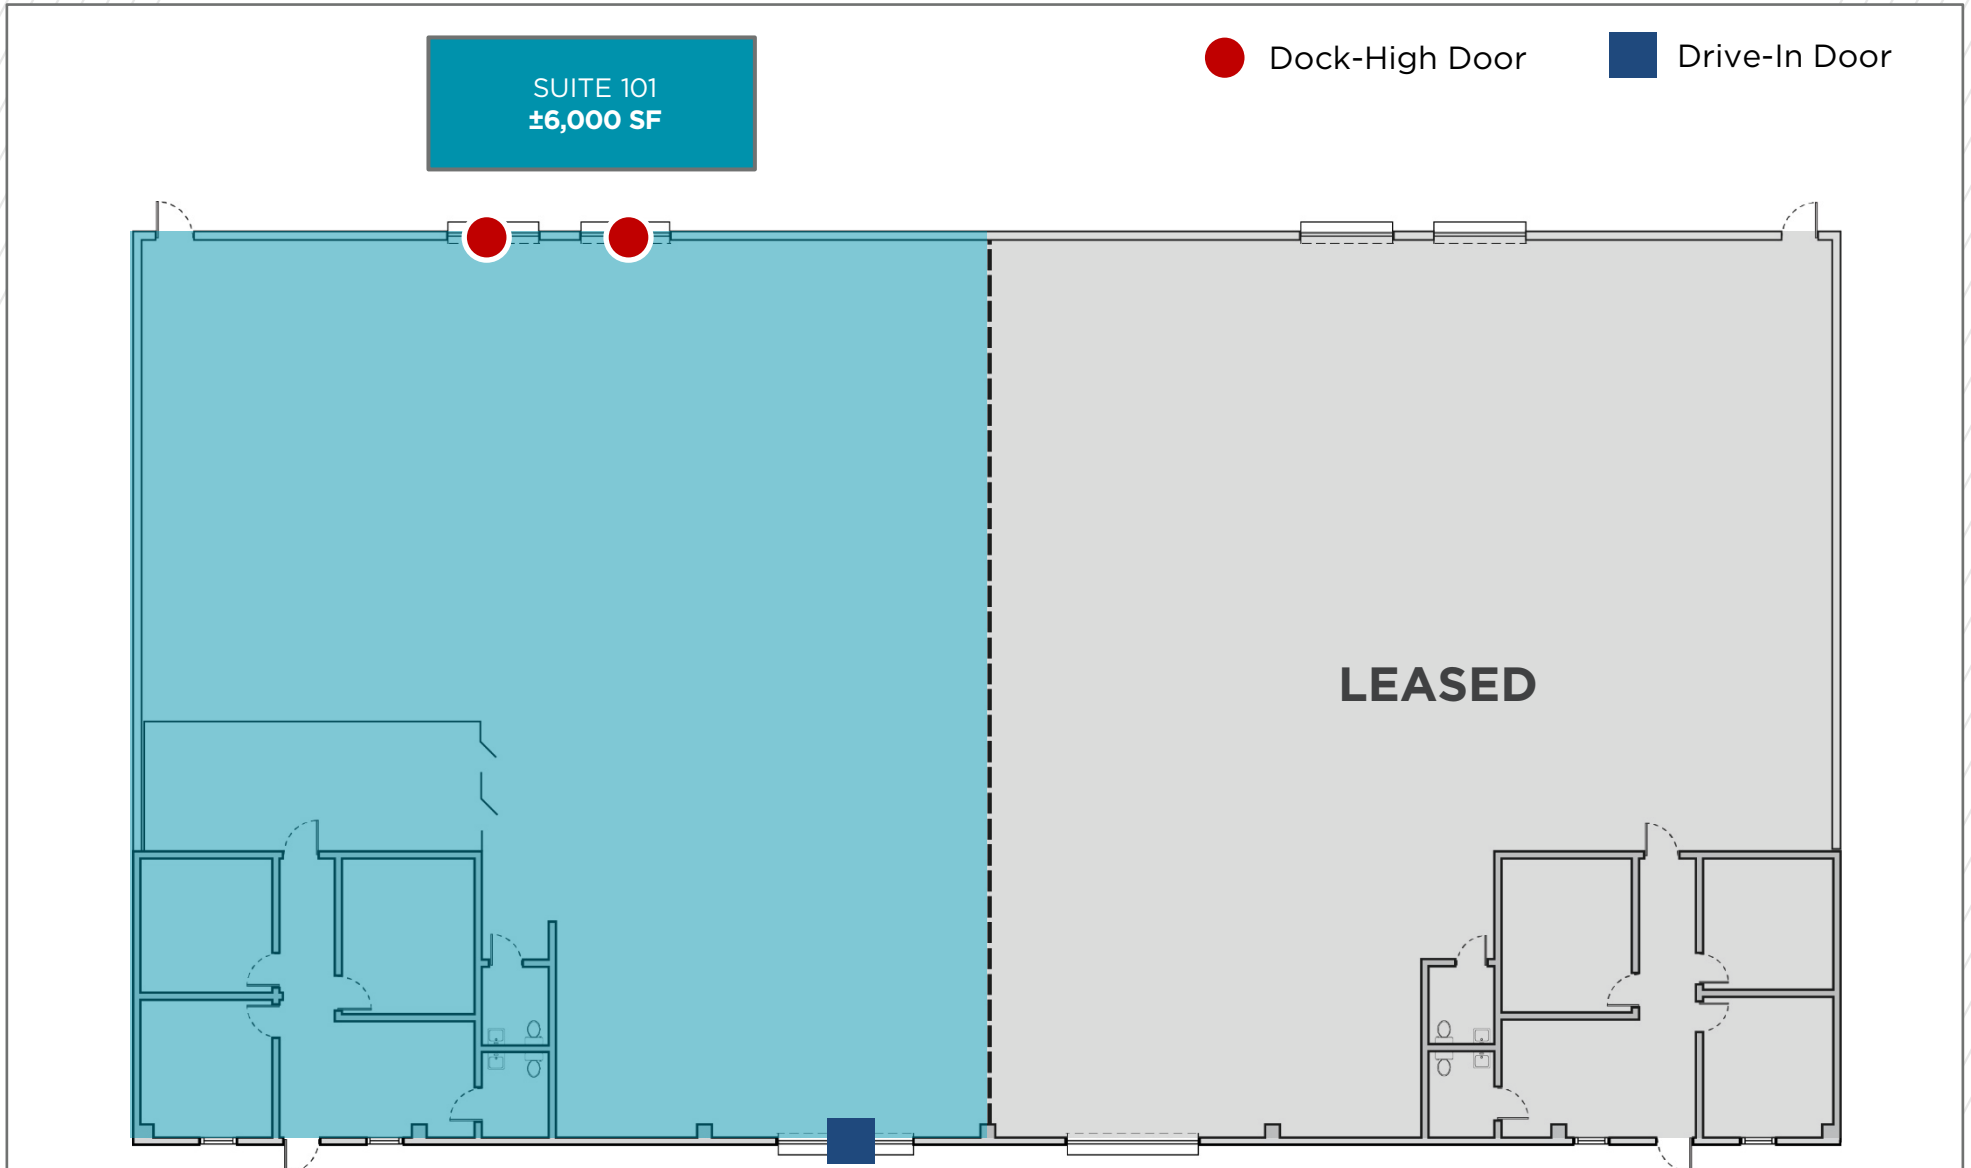 SUITE 101
±6,000 SF
Dock-High Door
Drive-In Door
LEASED